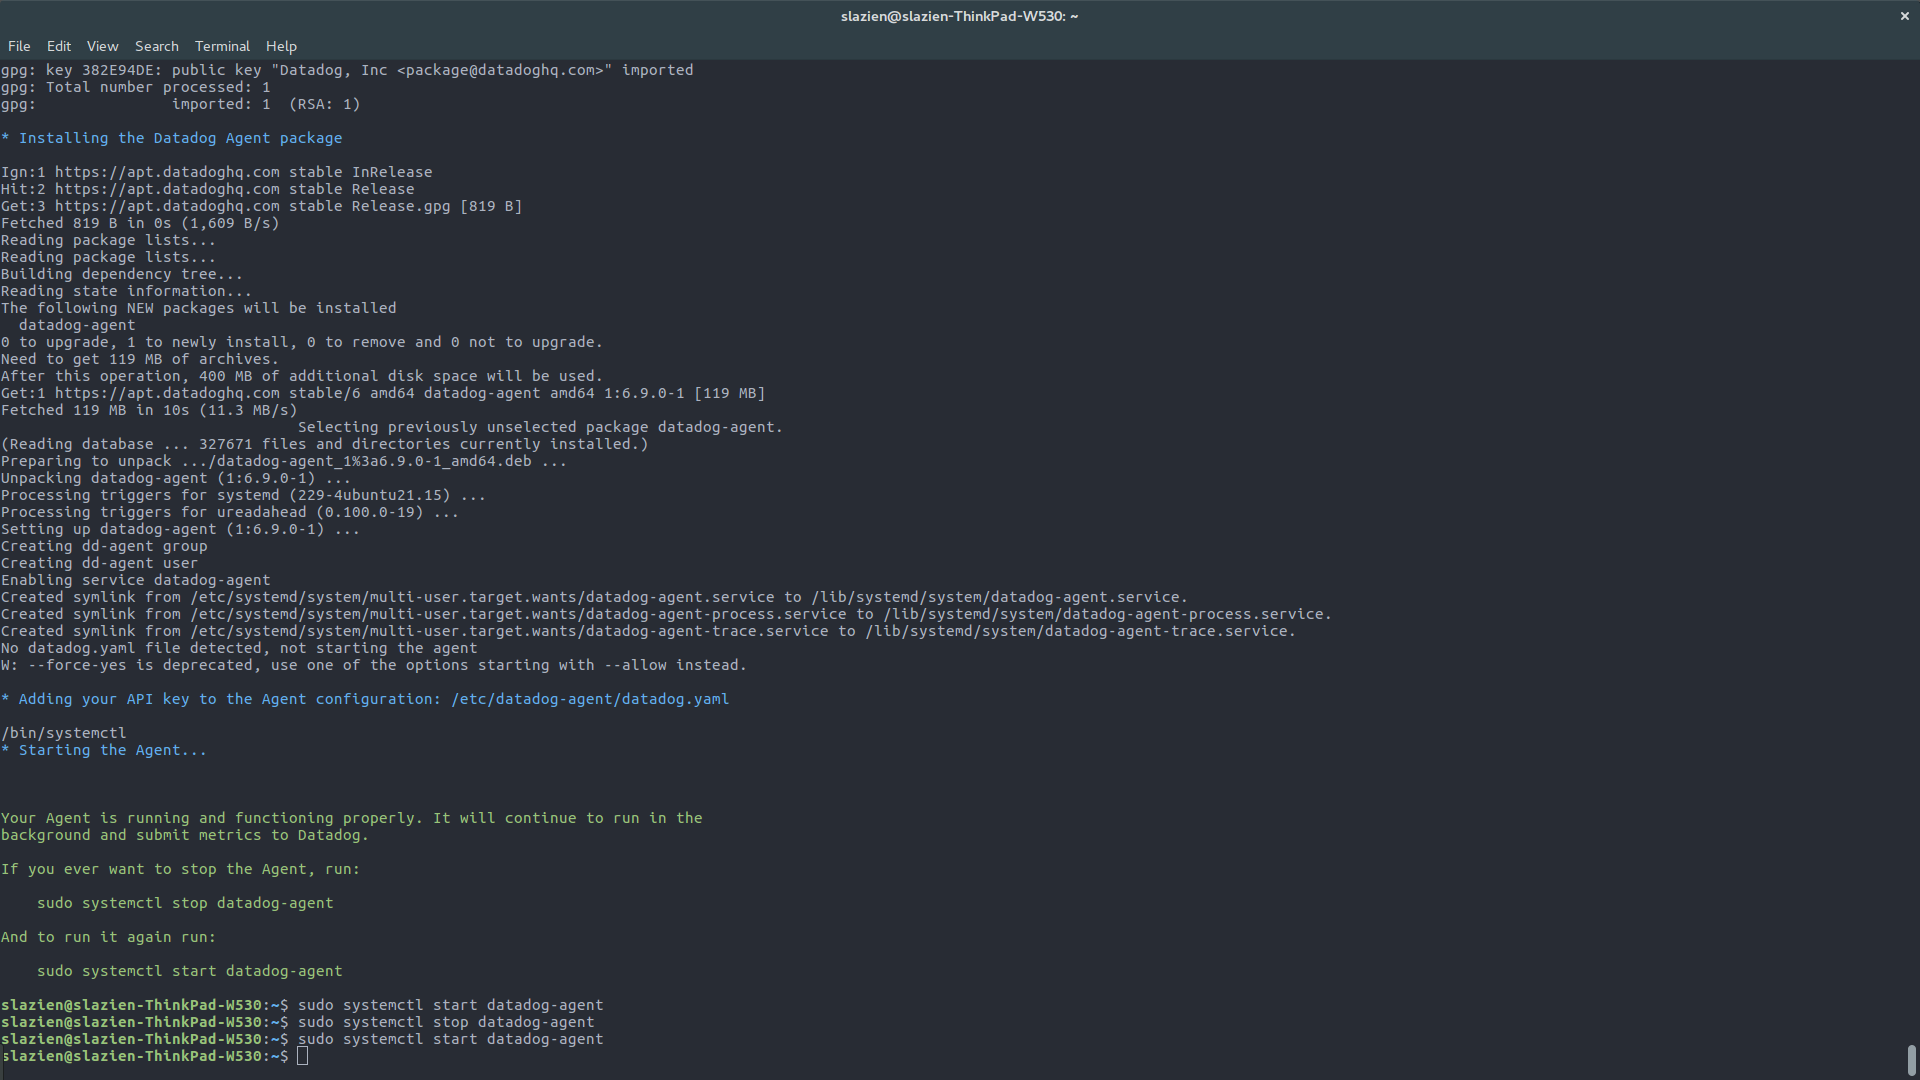 slazien@slazien-ThinkPad-W530: ~
×
File Edit View Search Terminal Help
gpg: key 382E94DE: public key "Datadog, Inc <package@datadoghq.com>" imported
gpg: Total number processed: 1
gpg:               imported: 1  (RSA: 1)
* Installing the Datadog Agent package
Ign:1 https://apt.datadoghq.com stable InRelease
Hit:2 https://apt.datadoghq.com stable Release
Get:3 https://apt.datadoghq.com stable Release.gpg [819 B]
Fetched 819 B in 0s (1,609 B/s)
Reading package lists...
Reading package lists...
Building dependency tree...
Reading state information...
The following NEW packages will be installed
  datadog-agent
0 to upgrade, 1 to newly install, 0 to remove and 0 not to upgrade.
Need to get 119 MB of archives.
After this operation, 400 MB of additional disk space will be used.
Get:1 https://apt.datadoghq.com stable/6 amd64 datadog-agent amd64 1:6.9.0-1 [119 MB]
Fetched 119 MB in 10s (11.3 MB/s)
                                 Selecting previously unselected package datadog-agent.
(Reading database ... 327671 files and directories currently installed.)
Preparing to unpack .../datadog-agent_1%3a6.9.0-1_amd64.deb ...
Unpacking datadog-agent (1:6.9.0-1) ...
Processing triggers for systemd (229-4ubuntu21.15) ...
Processing triggers for ureadahead (0.100.0-19) ...
Setting up datadog-agent (1:6.9.0-1) ...
Creating dd-agent group
Creating dd-agent user
Enabling service datadog-agent
Created symlink from /etc/systemd/system/multi-user.target.wants/datadog-agent.service to /lib/systemd/system/datadog-agent.service.
Created symlink from /etc/systemd/system/multi-user.target.wants/datadog-agent-process.service to /lib/systemd/system/datadog-agent-process.service.
Created symlink from /etc/systemd/system/multi-user.target.wants/datadog-agent-trace.service to /lib/systemd/system/datadog-agent-trace.service.
No datadog.yaml file detected, not starting the agent
W: --force-yes is deprecated, use one of the options starting with --allow instead.
* Adding your API key to the Agent configuration: /etc/datadog-agent/datadog.yaml
/bin/systemctl
* Starting the Agent...
Your Agent is running and functioning properly. It will continue to run in the
background and submit metrics to Datadog.
If you ever want to stop the Agent, run:
    sudo systemctl stop datadog-agent
And to run it again run:
    sudo systemctl start datadog-agent
slazien@slazien-ThinkPad-W530:~$ sudo systemctl start datadog-agent
slazien@slazien-ThinkPad-W530:~$ sudo systemctl stop datadog-agent
slazien@slazien-ThinkPad-W530:~$ sudo systemctl start datadog-agent
slazien@slazien-ThinkPad-W530:~$